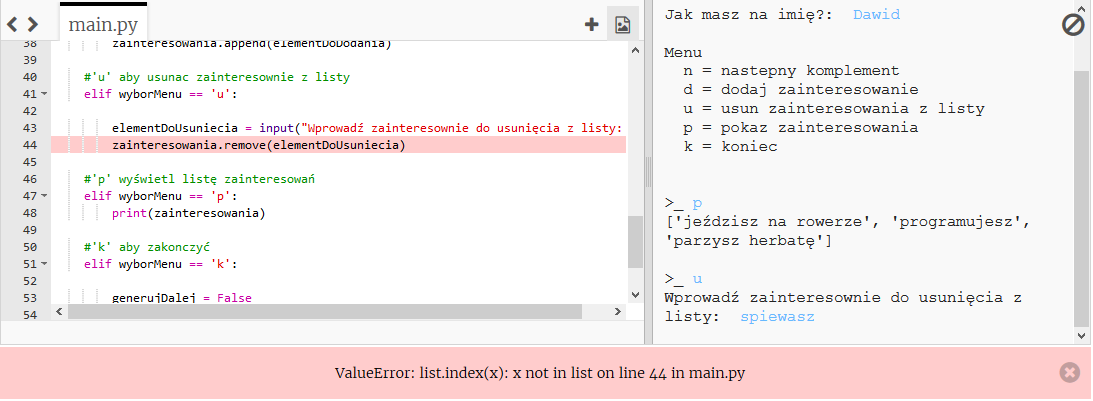 main.py
38 zainteresowania.append(elementDoDodania)
39
40 #'u' aby usunac zainteresownie z listy
41 elif wyborMenu == 'u':
42
43 elementDoUsuniecia = input("Wprowadź zainteresownie do usunięcia z listy:
44 zainteresowania.remove(elementDoUsuniecia)
45
46 #'p' wyświetl listę zainteresowań
47 elif wyborMenu == 'p':
48 print(zainteresowania)
49
50 #'k' aby zakonczyć
51 elif wyborMenu == 'k':
52
53 generujDalej = False
54
Jak masz na imię?: Dawid
Menu
n = nastepny komplement
d = dodaj zainteresowanie
u = usun zainteresowania z listy
p = pokaz zainteresowania
k = koniec
>_ p
['jeździsz na rowerze', 'programujesz',
'parzysz herbatę']
>_ u
Wprowadź zainteresownie do usunięcia z
listy: spiewasz
ValueError: list.index(x): x not in list on line 44 in main.py